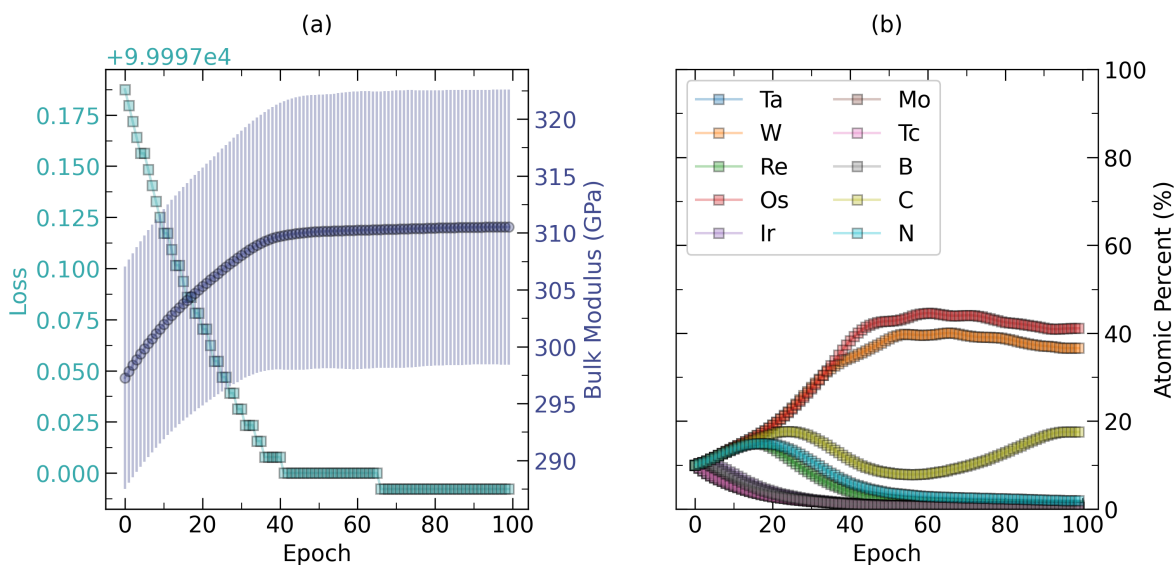 (a)
+9.9997e4
0.175
0.150
0.125
0.100
0.075
0.050
0.025
0.000
Loss
320
315
310
305
300
295
290
Bulk Modulus (GPa)
0 20 40 60 80 100
Epoch
(b)
Ta Mo
W Tc
Re B
Os C
Ir N
100
80
60
40
20
0
Atomic Percent (%)
0 20 40 60 80 100
Epoch